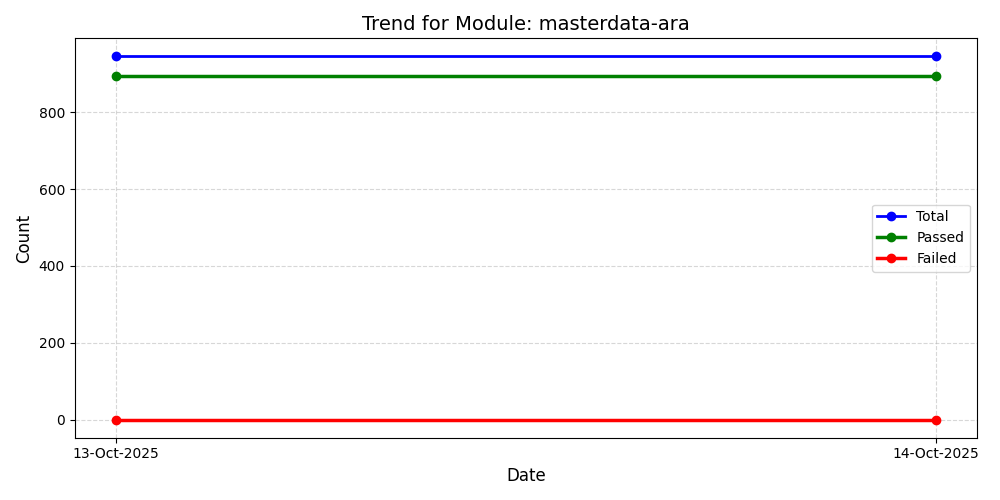 Trend for Module: masterdata-ara
Count
800
600
400
200
0
Total
Passed
Failed
13-Oct-2025
14-Oct-2025
Date